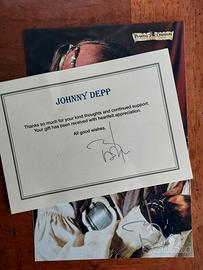 JOHNNY DEPP
Thanks so much for your kind thoughts and continued support.
Your gift has been received with heartfelt appreciation.
All good wishes,